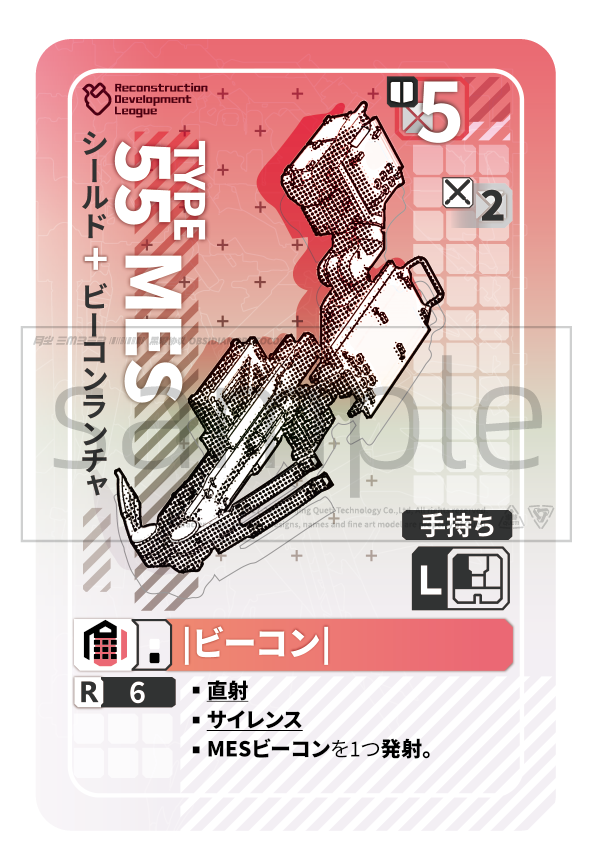 Reconstruction
Development
League
5
2
TYPE
55 MES
シールド + ビーコンランチャ
sample
手持ち
L
|ビーコン|
R 6
▪ 直射
▪ サイレンス
▪ MESビーコンを1つ発射。